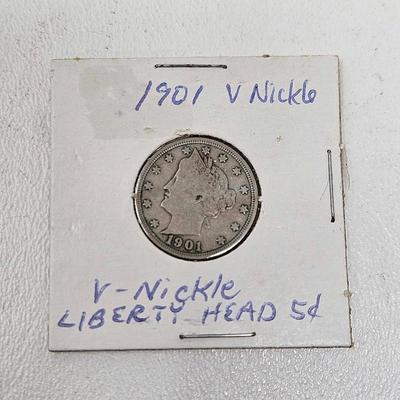 1901 V Nickle
1901
V-Nickle
LIBERTY HEAD 5¢